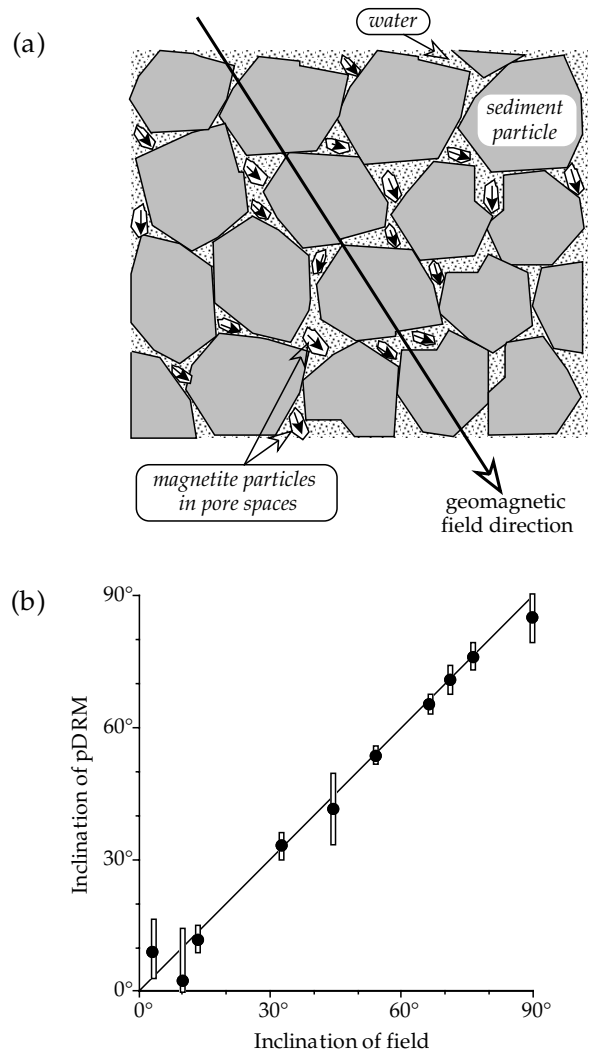 (a)
water
sediment
particle
magnetite particles
in pore spaces
geomagnetic
field direction
(b)
90°
60°
30°
0°
Inclination of pDRM
0°
30°
60°
90°
Inclination of field